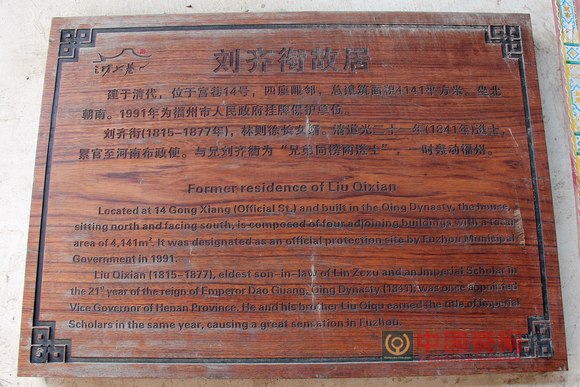 三坊七巷
刘齐衔故居
建于清代，位于宫巷14号，四座毗邻，总建筑面积4141平方米，坐北
朝南。1991年为福州市人民政府挂牌保护单位。
刘齐衔(1815-1877年)，林则徐长女婿。清道光二十一年(1841年)进士，
累官至河南布政使。与兄刘齐衢为“兄弟同榜两进士”，一时轰动福州。
Former residence of Liu Qixian
Located at 14 Gong Xiang (Official St.) and built in the Qing Dynasty, the house,
sitting north and facing south, is composed of four adjoining buildings with a total
area of 4,141m². It was designated as an official protection site by Fuzhou Municipal
Government in 1991.
Liu Qixian (1815-1877), eldest son-in-law of Lin Zexu and an Imperial Scholar in
the 21st year of the reign of Emperor Dao Guang, Qing Dynasty (1841), was once appointed
Vice Governor of Henan Province. He and his brother Liu Qiqu earned the title of Imperial
Scholars in the same year, causing a great sensation in Fuzhou.